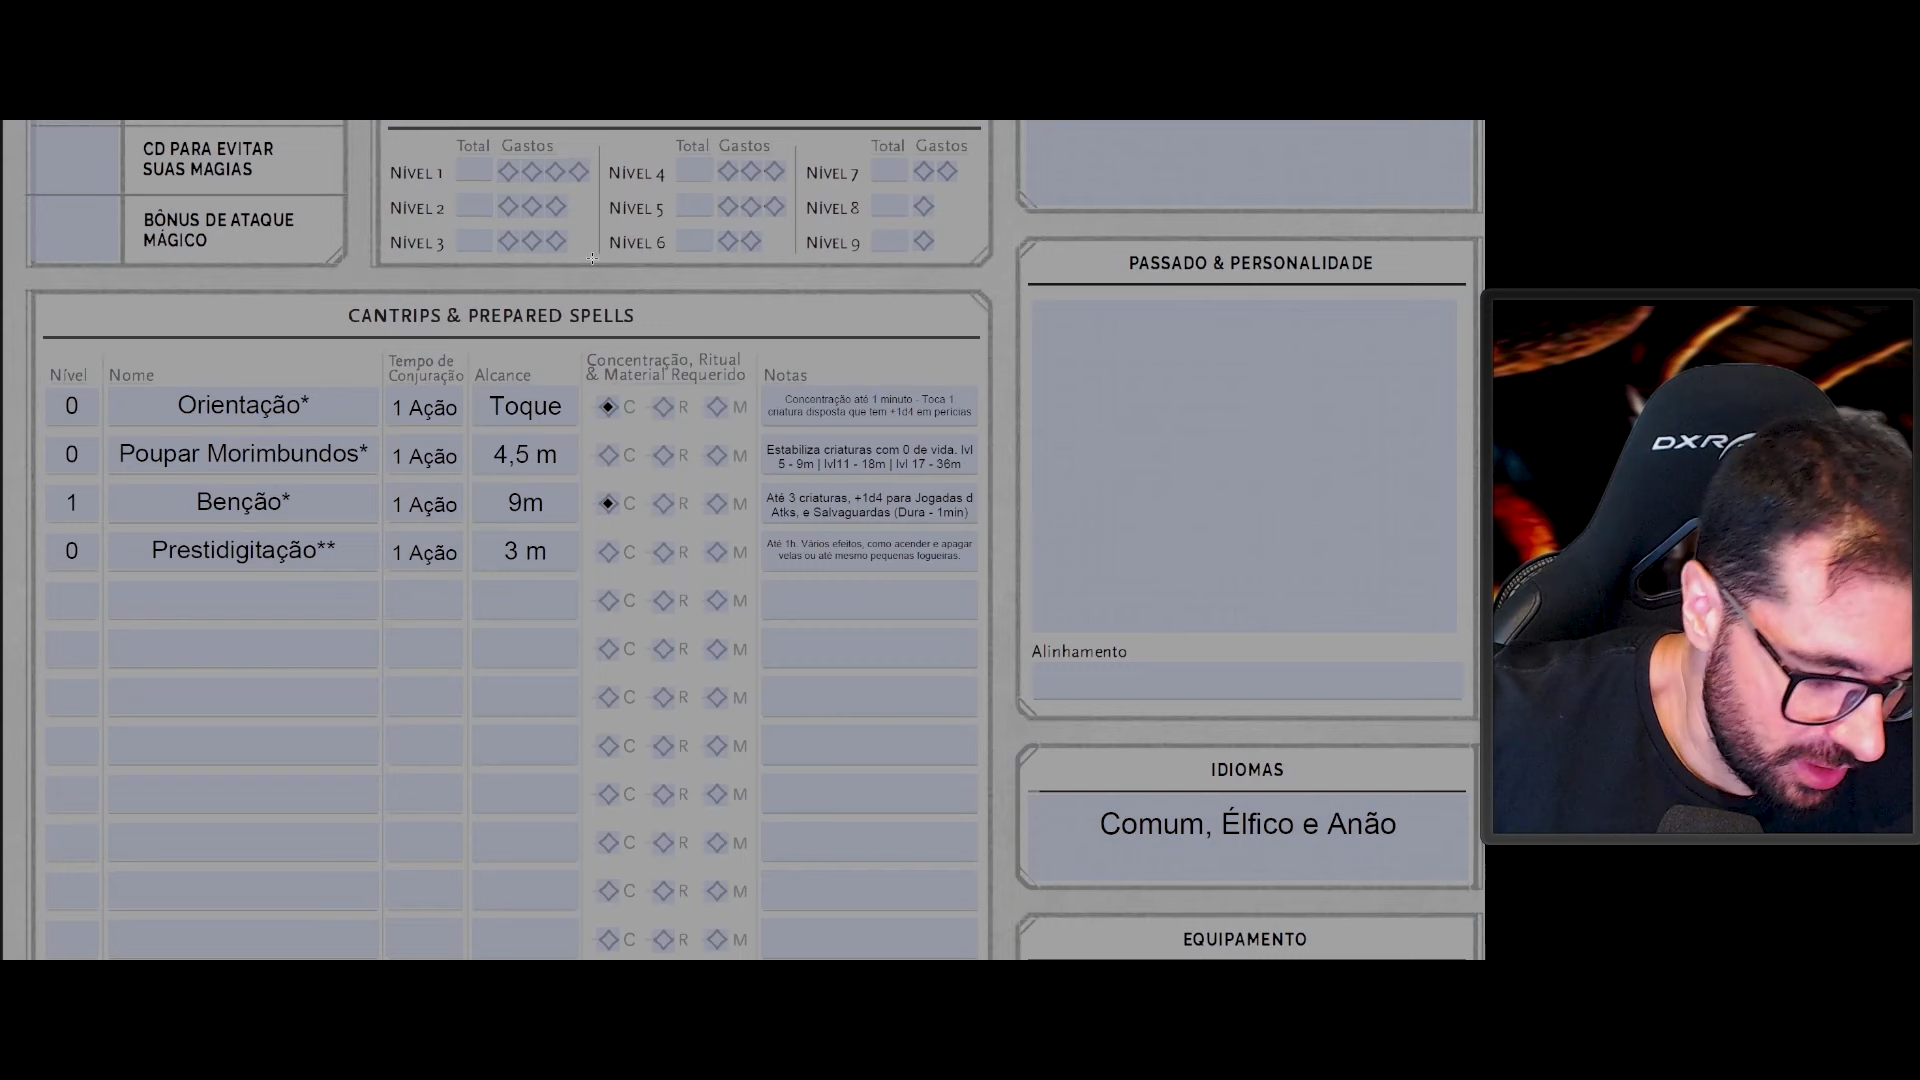 CD PARA EVITAR
SUAS MAGIAS
BÔNUS DE ATAQUE
MÁGICO
Total Gastos Total Gastos Total Gastos
NÍVEL 1 NÍVEL 4 NÍVEL 7
NÍVEL 2 NÍVEL 5 NÍVEL 8
NÍVEL 3 NÍVEL 6 NÍVEL 9
CANTRIPS & PREPARED SPELLS
Nível Nome Tempo de Conjuração Alcance Concentração, Ritual & Material Requerido Notas
0 Orientação* 1 Ação Toque C R M Concentração até 1 minuto - Toca 1
criatura disposta que tem +1d4 em perícias
0 Poupar Morimbundos* 1 Ação 4,5 m C R M Estabiliza criaturas com 0 de vida. lvl
5 - 9m | lvl11 - 18m | lvl 17 - 36m
1 Benção* 1 Ação 9m C R M Até 3 criaturas, +1d4 para Jogadas d
Atks, e Salvaguardas (Dura - 1min)
0 Prestidigitação** 1 Ação 3 m C R M Até 1h. Vários efeitos, como acender e apagar
velas ou até mesmo pequenas fogueiras.
C R M
C R M
C R M
C R M
C R M
C R M
C R M
C R M
PASSADO & PERSONALIDADE
Alinhamento
IDIOMAS
Comum, Élfico e Anão
EQUIPAMENTO